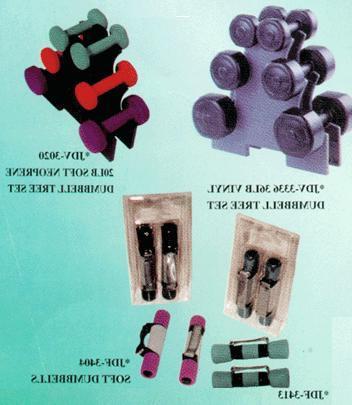 *JDV-3020
20LB SOFT NEOPRENE
DUMBBELL TREE SET
*JDV-3336 36LB VINYL
DUMBBELL TREE SET
*JDF-3404
SOFT DUMBBELLS
*JDF-3413